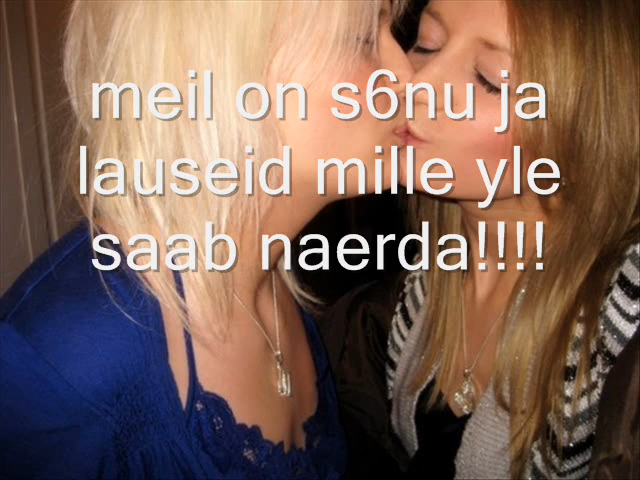 meil on s6nu ja
lauseid mille yle
saab naerda!!!!